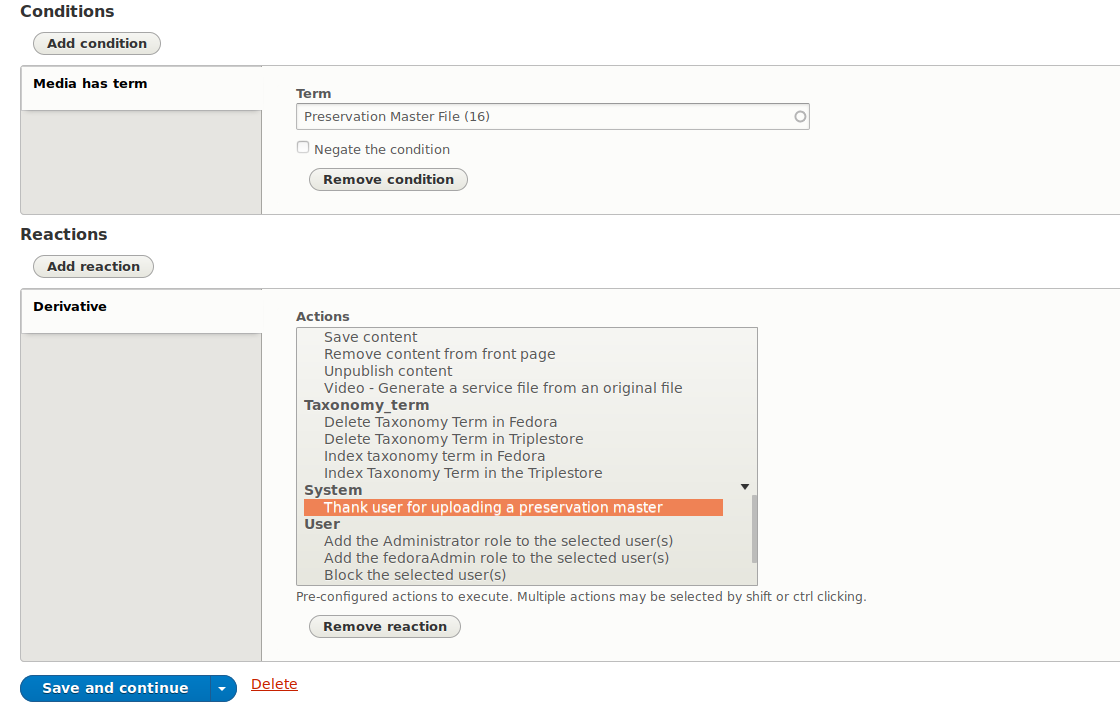 Conditions
Add condition
Media has term
Term
Preservation Master File (16)
Negate the condition
Remove condition
Reactions
Add reaction
Derivative
Actions
Save content
Remove content from front page
Unpublish content
Video - Generate a service file from an original file
Taxonomy_term
Delete Taxonomy Term in Fedora
Delete Taxonomy Term in Triplestore
Index taxonomy term in Fedora
Index Taxonomy Term in the Triplestore
System
Thank user for uploading a preservation master
User
Add the Administrator role to the selected user(s)
Add the fedoraAdmin role to the selected user(s)
Block the selected user(s)
Pre-configured actions to execute. Multiple actions may be selected by shift or ctrl clicking.
Remove reaction
Save and continue
Delete